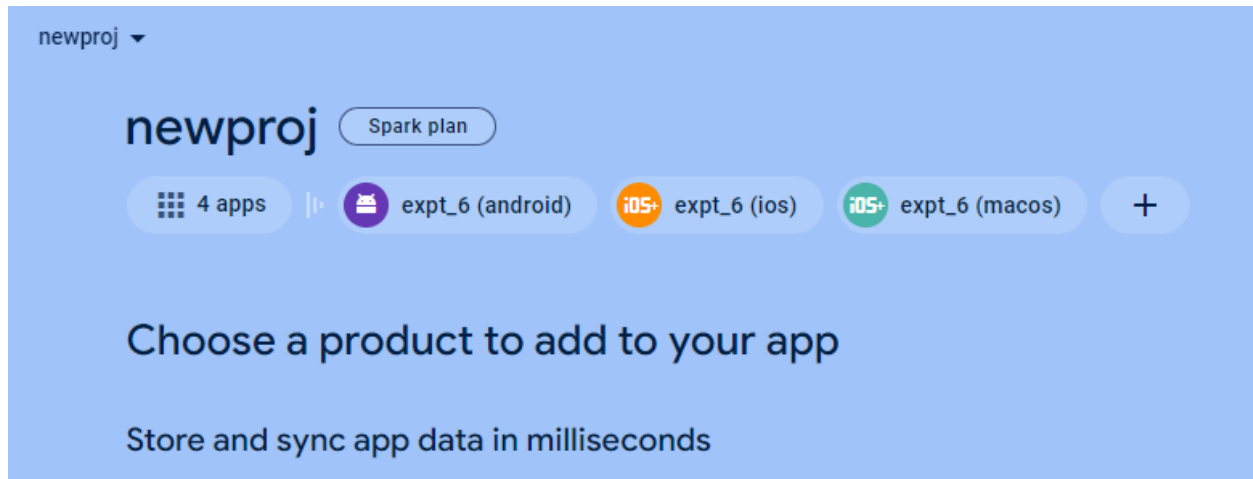 newproj
newproj Spark plan
4 apps expt_6 (android) iOS+ expt_6 (ios) iOS+ expt_6 (macos) +
Choose a product to add to your app
Store and sync app data in milliseconds